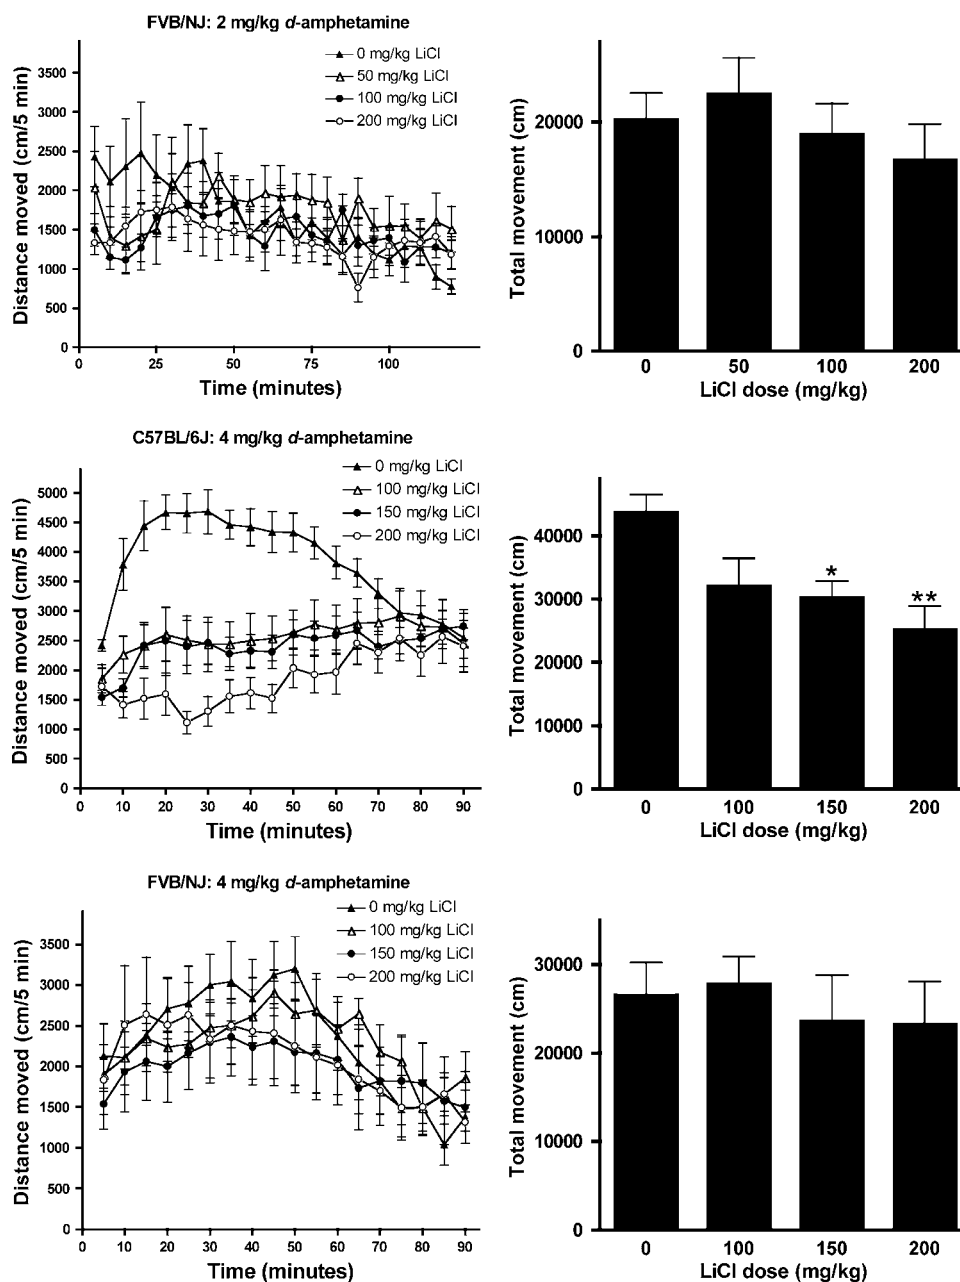 FVB/NJ: 2 mg/kg d-amphetamine
0 mg/kg LiCl
50 mg/kg LiCl
100 mg/kg LiCl
200 mg/kg LiCl
Distance moved (cm/5 min)
3500
3000
2500
2000
1500
1000
500
0
0 25 50 75 100
Time (minutes)
Total movement (cm)
20000
10000
0
0 50 100 200
LiCl dose (mg/kg)
C57BL/6J: 4 mg/kg d-amphetamine
0 mg/kg LiCl
100 mg/kg LiCl
150 mg/kg LiCl
200 mg/kg LiCl
Distance moved (cm/5 min)
5000
4500
4000
3500
3000
2500
2000
1500
1000
500
0
0 10 20 30 40 50 60 70 80 90
Time (minutes)
Total movement (cm)
40000
30000
20000
10000
0
* **
0 100 150 200
LiCl dose (mg/kg)
FVB/NJ: 4 mg/kg d-amphetamine
0 mg/kg LiCl
100 mg/kg LiCl
150 mg/kg LiCl
200 mg/kg LiCl
Distance moved (cm/5 min)
3500
3000
2500
2000
1500
1000
500
0
0 10 20 30 40 50 60 70 80 90
Time (minutes)
Total movement (cm)
30000
20000
10000
0
0 100 150 200
LiCl dose (mg/kg)